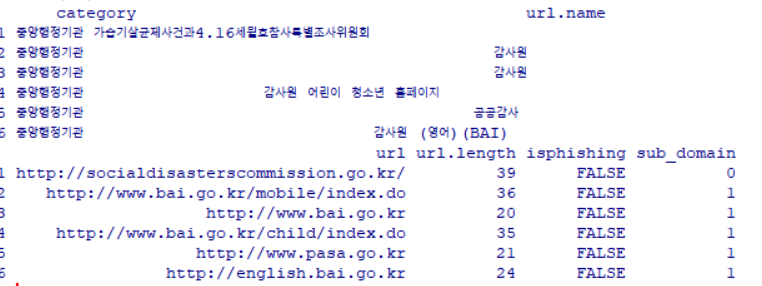 category url.name
1 중앙행정기관 가습기살균제사건과4.16세월호참사특별조사위원회
2 중앙행정기관 감사원
3 중앙행정기관 감사원
4 중앙행정기관 감사원 어린이 청소년 홈페이지
5 중앙행정기관 공공감사
6 중앙행정기관 감사원 (영어)(BAI)
url url.length isphishing sub_domain
1 http://socialdisasterscommission.go.kr/ 39 FALSE 0
2 http://www.bai.go.kr/mobile/index.do 36 FALSE 1
3 http://www.bai.go.kr 20 FALSE 1
4 http://www.bai.go.kr/child/index.do 35 FALSE 1
5 http://www.pasa.go.kr 21 FALSE 1
6 http://english.bai.go.kr 24 FALSE 1